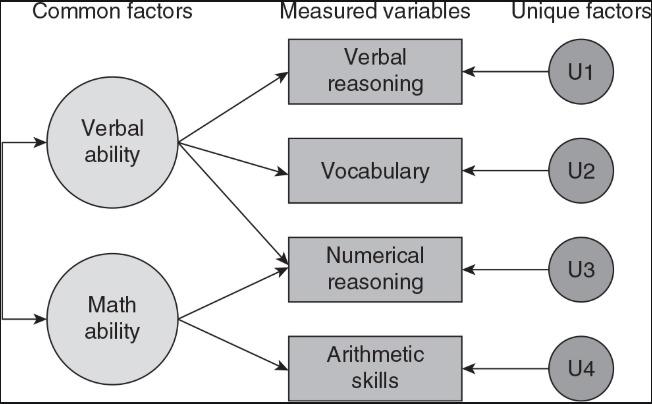 Common factors
Measured variables
Unique factors
Verbal
reasoning
U1
Verbal
ability
Vocabulary
U2
Numerical
reasoning
U3
Math
ability
Arithmetic
skills
U4